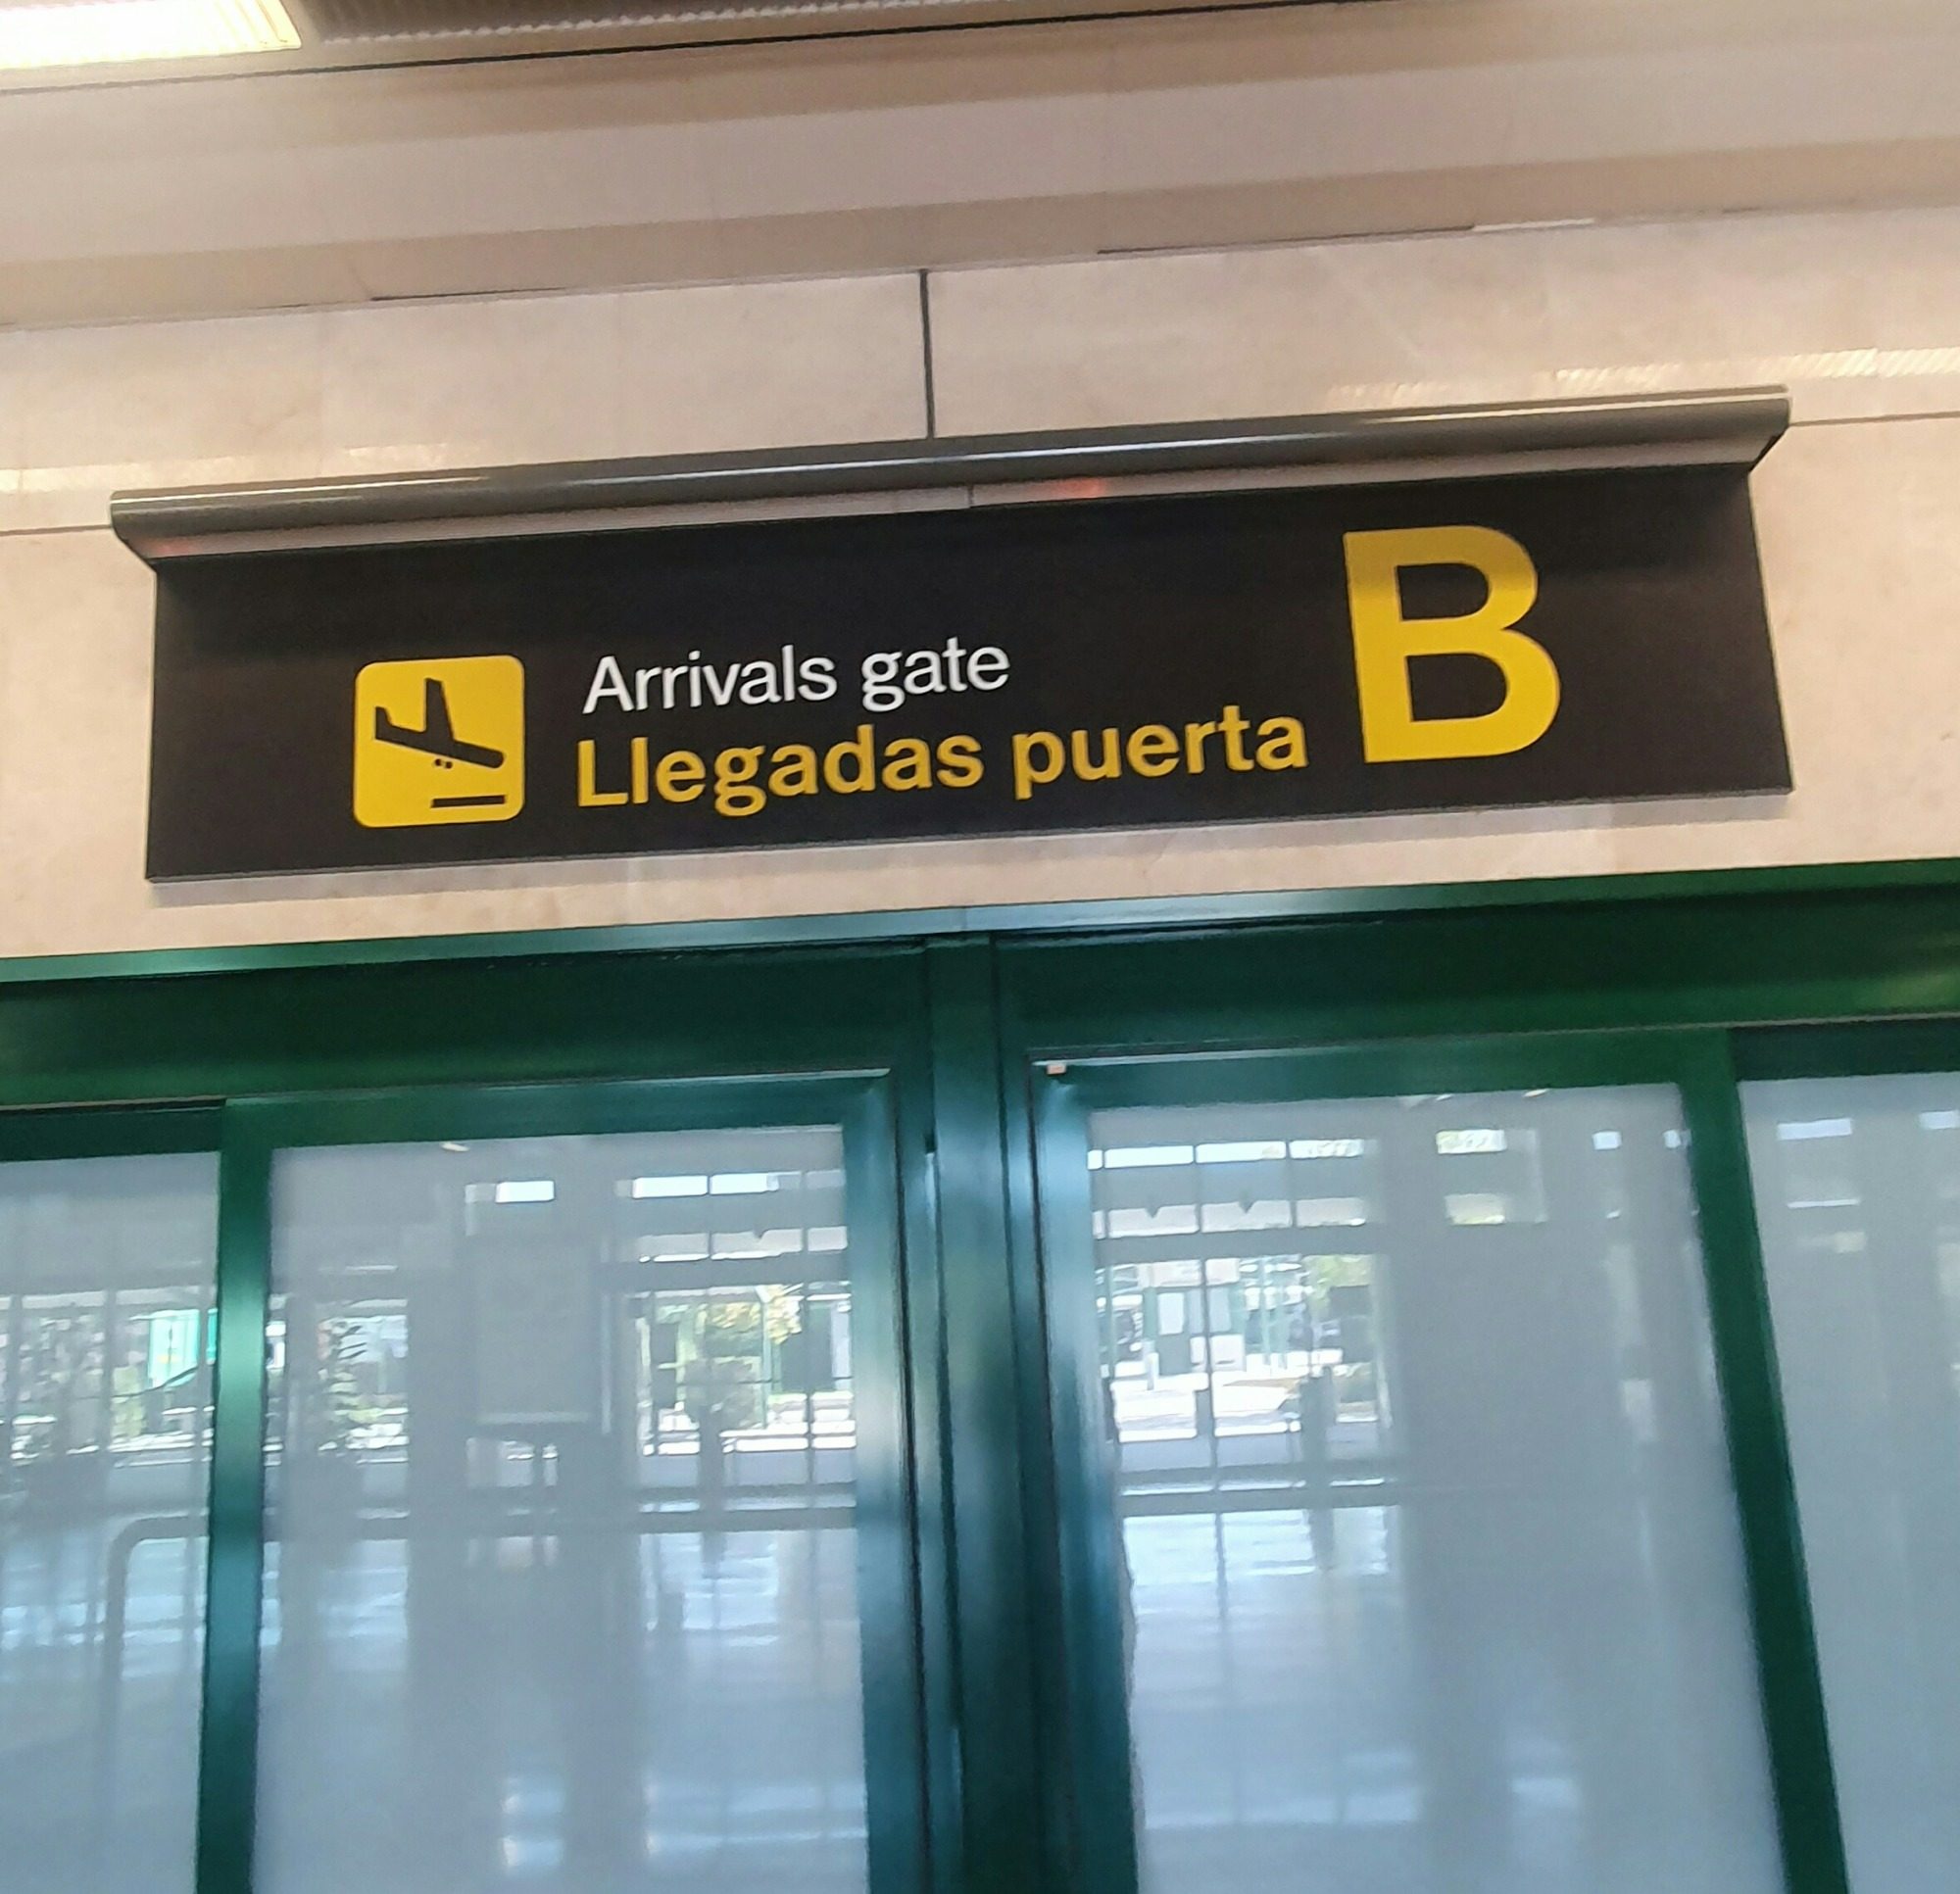 Arrivals gate
Llegadas puerta B